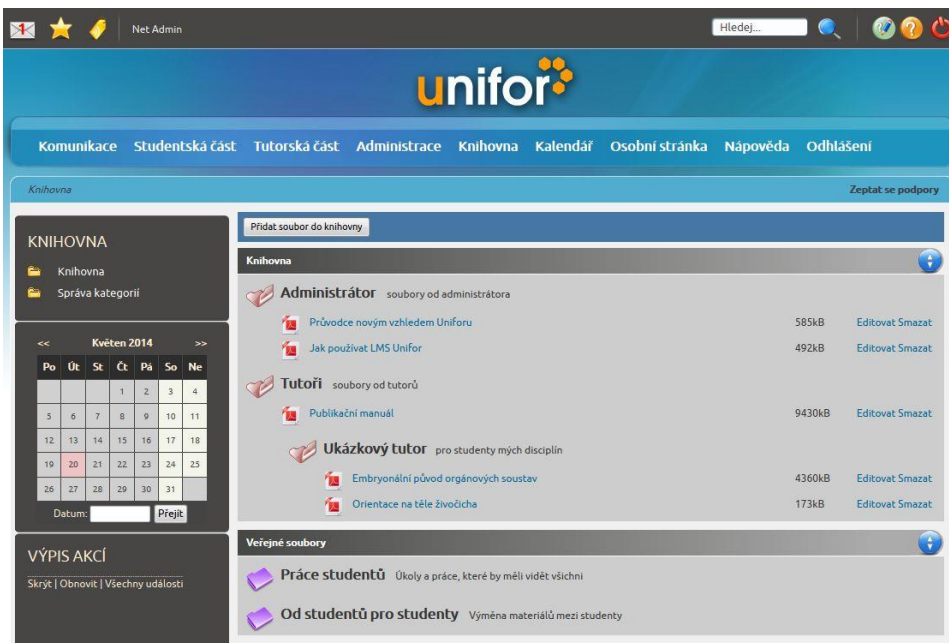 1
Net Admin
Hledej...
unifor
Komunikace Studentská část Tutorská část Administrace Knihovna Kalendář Osobní stránka Nápověda Odhlášení
Knihovna
Zeptat se podpory
KNIHOVNA
Knihovna
Správa kategorií
<< Květen 2014 >>
Po Út St Čt Pá So Ne
1 2 3 4
5 6 7 8 9 10 11
12 13 14 15 16 17 18
19 20 21 22 23 24 25
26 27 28 29 30 31
Datum: Přejít
VÝPIS AKCÍ
Skrýt | Obnovit | Všechny události
Přidat soubor do knihovny
Knihovna
Administrátor soubory od administrátora
Průvodce novým vzhledem Uniforu 585kB Editovat Smazat
Jak používat LMS Unifor 492kB Editovat Smazat
Tutoři soubory od tutorů
Publikační manuál 9430kB Editovat Smazat
Ukázkový tutor pro studenty mých disciplín
Embryonální původ orgánových soustav 4360kB Editovat Smazat
Orientace na těle živočicha 173kB Editovat Smazat
Veřejné soubory
Práce studentů Úkoly a práce, které by měli vidět všichni
Od studentů pro studenty Výměna materiálů mezi studenty